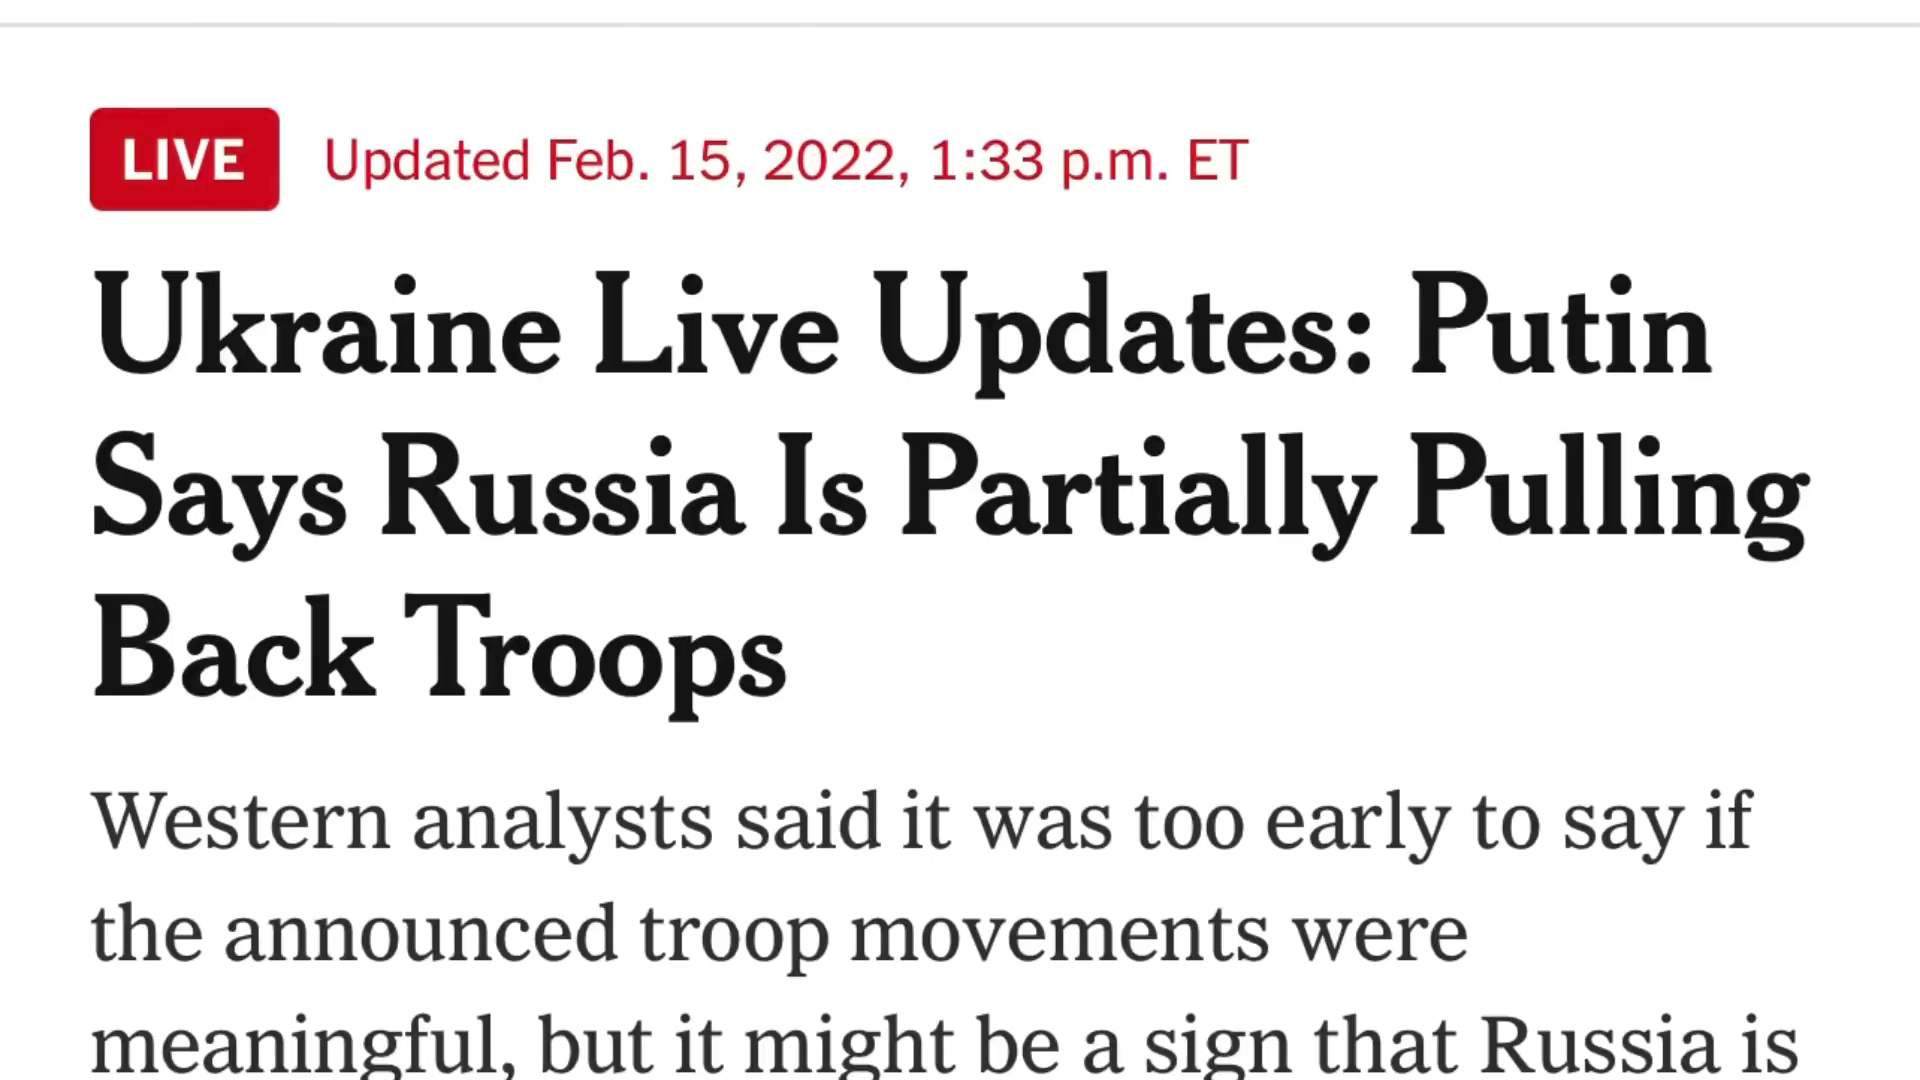 LIVE Updated Feb. 15, 2022, 1:33 p.m. ET
Ukraine Live Updates: Putin
Says Russia Is Partially Pulling
Back Troops
Western analysts said it was too early to say if
the announced troop movements were
meaningful, but it might be a sign that Russia is